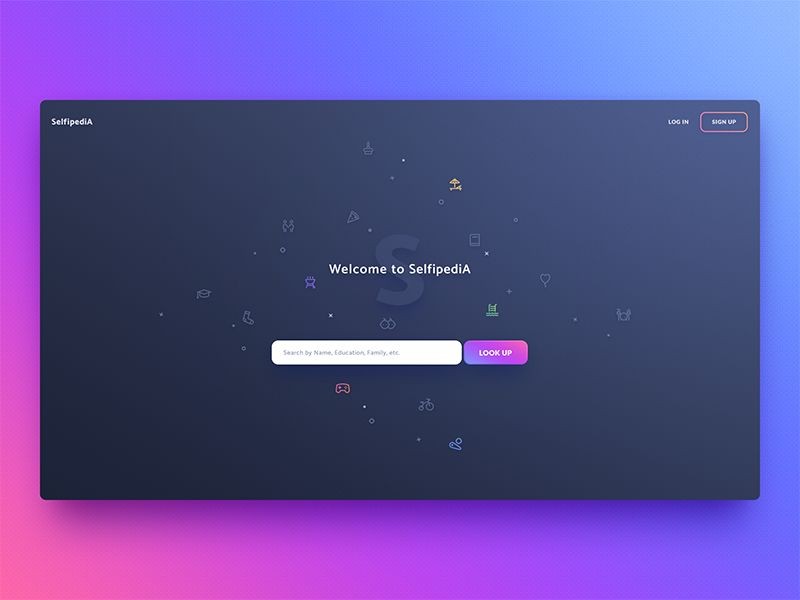 SelfipediA
LOG IN
SIGN UP
S
Welcome to SelfipediA
Search by Name, Education, Family, etc.
LOOK UP